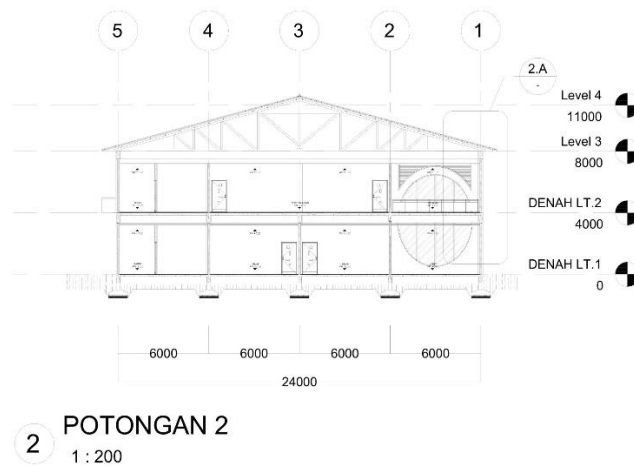 5 4 3 2 1
2.A
-
Level 4
11000
Level 3
8000
DENAH LT.2
4000
DENAH LT.1
0
6000 6000 6000 6000
24000
2 POTONGAN 2
1 : 200